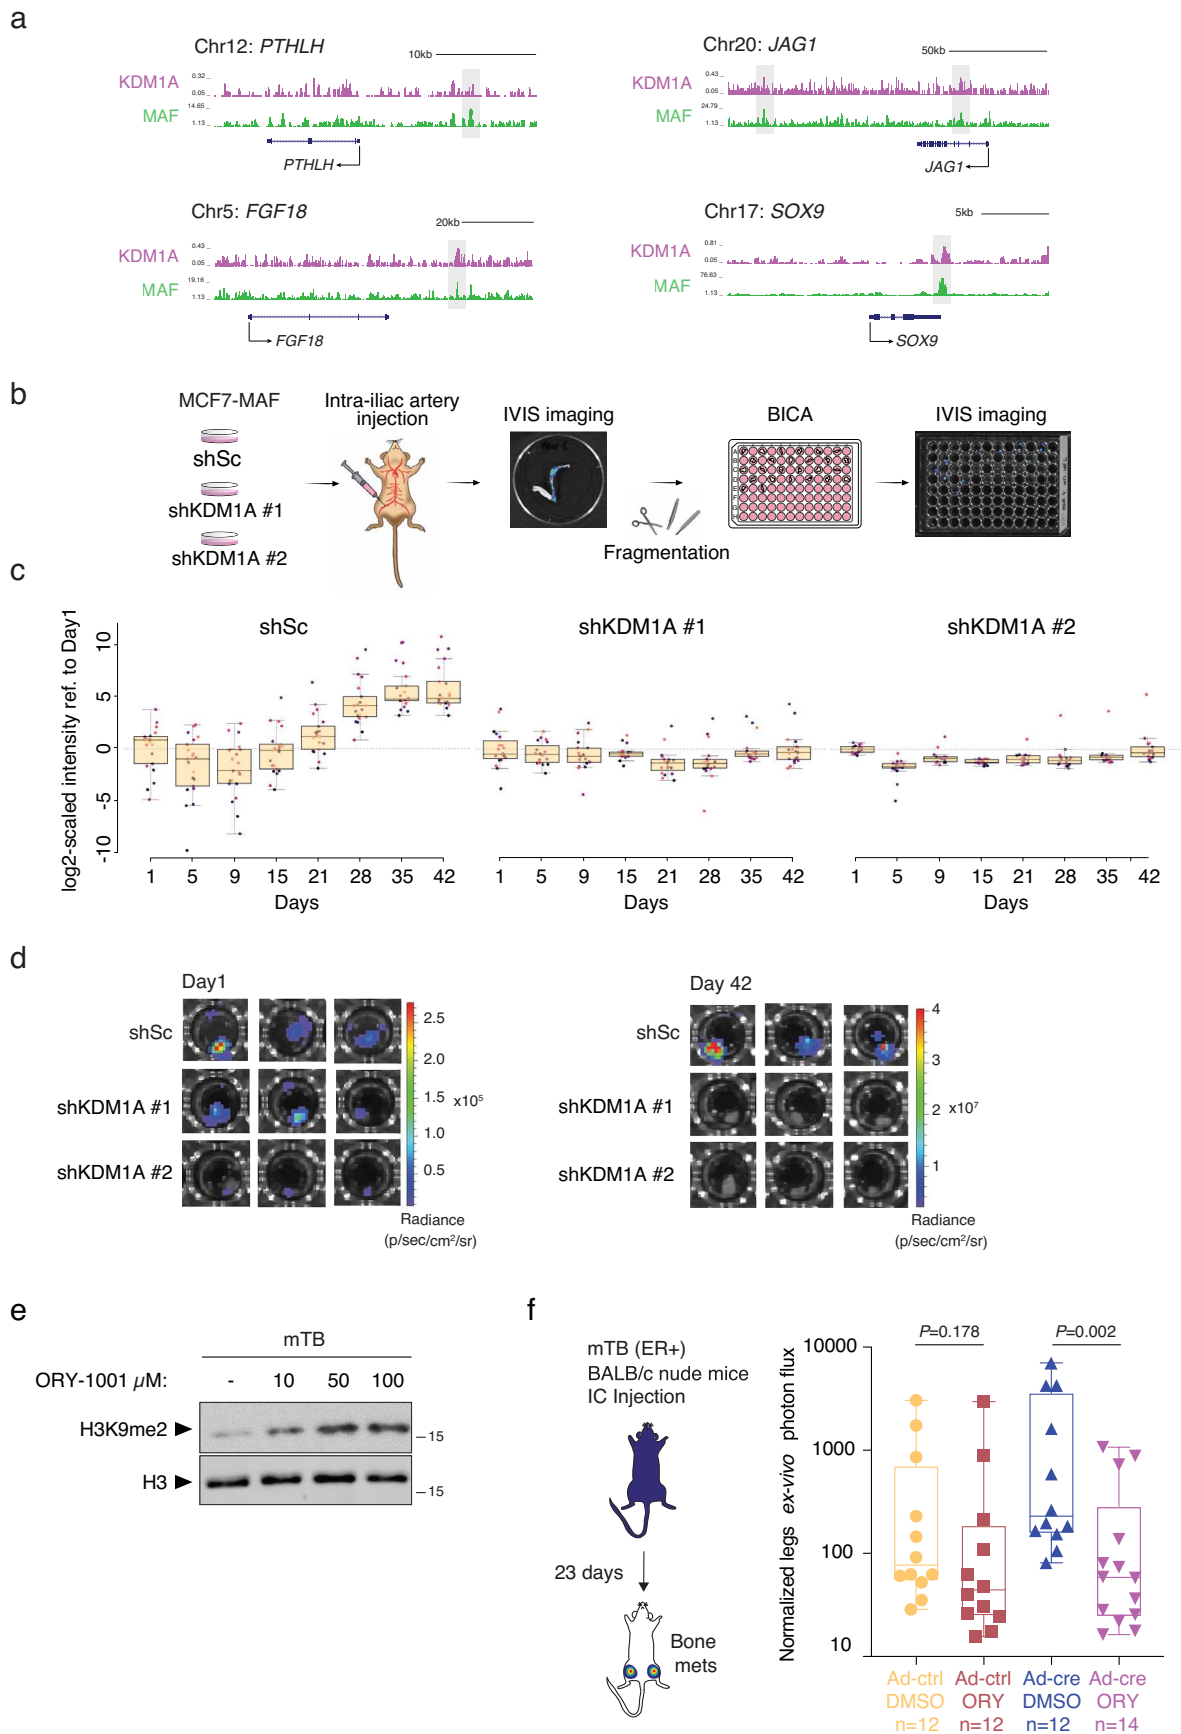 a
Chr12: PTHLH
10kb
KDM1A
0.32
0.05
MAF
14.65
1.13
PTHLH
Chr20: JAG1
50kb
KDM1A
0.43
0.05
MAF
24.79
1.13
JAG1
Chr5: FGF18
20kb
KDM1A
0.43
0.05
MAF
19.16
1.13
FGF18
Chr17: SOX9
5kb
KDM1A
0.81
0.05
MAF
76.63
1.13
SOX9
b
MCF7-MAF
shSc
shKDM1A #1
shKDM1A #2
Intra-iliac artery
injection
IVIS imaging
Fragmentation
BICA
IVIS imaging
c
log2-scaled intensity ref. to Day1
10
5
0
-5
-10
shSc
shKDM1A #1
shKDM1A #2
1 5 9 15 21 28 35 42
1 5 9 15 21 28 35 42
1 5 9 15 21 28 35 42
Days
Days
Days
d
Day1
shSc
shKDM1A #1
shKDM1A #2
2.5
2.0
1.5
1.0
0.5
x10⁵
Radiance
(p/sec/cm²/sr)
Day 42
shSc
shKDM1A #1
shKDM1A #2
4
3
2
1
x10⁷
Radiance
(p/sec/cm²/sr)
e
mTB
ORY-1001 µM: - 10 50 100
H3K9me2
15
H3
15
f
mTB (ER+)
BALB/c nude mice
IC Injection
23 days
Bone
mets
Normalized legs ex-vivo photon flux
10000
1000
100
10
P=0.178
P=0.002
Ad-ctrl Ad-ctrl Ad-cre Ad-cre
DMSO ORY DMSO ORY
n=12 n=12 n=12 n=14